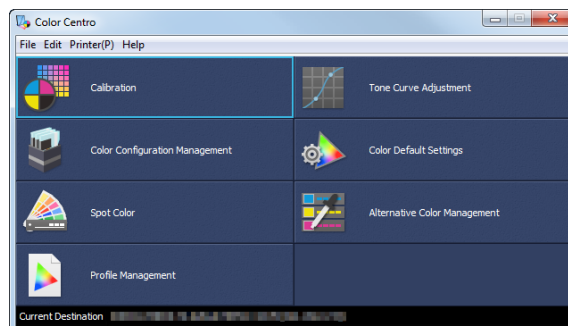 Color Centro
File Edit Printer(P) Help
Calibration
Tone Curve Adjustment
Color Configuration Management
Color Default Settings
Spot Color
Alternative Color Management
Profile Management
Current Destination